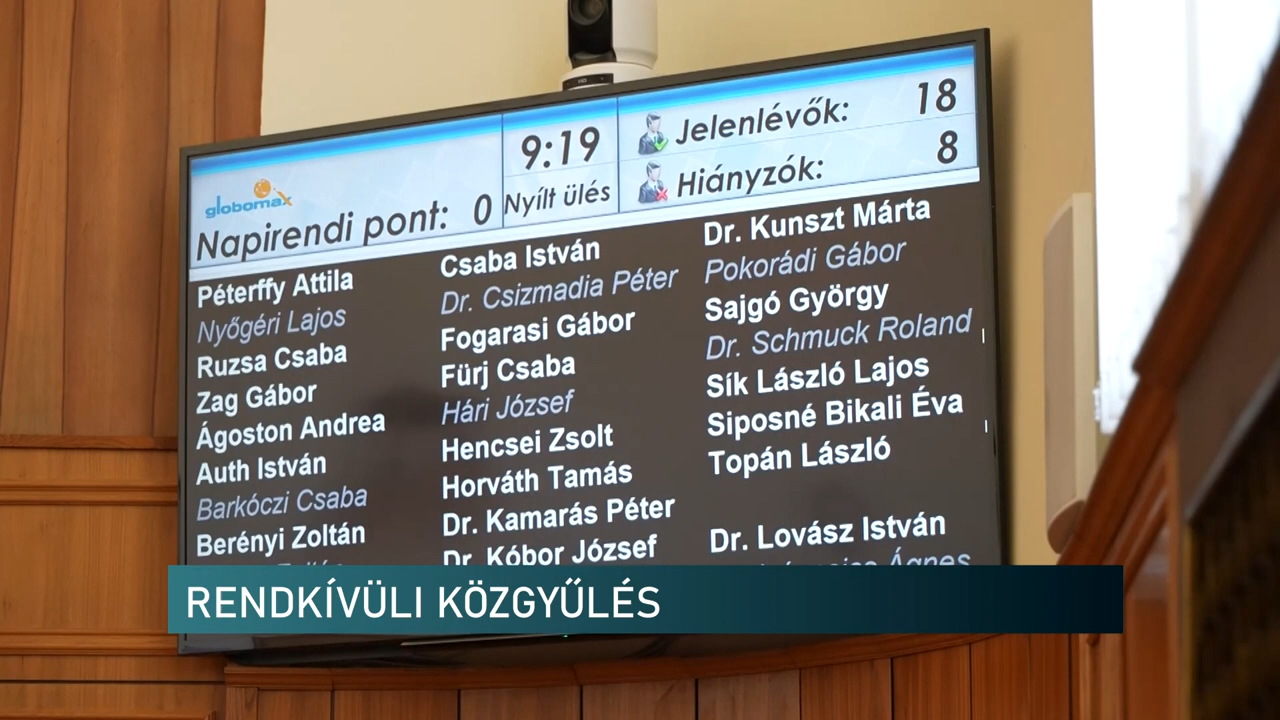 globomax
Napirendi pont: 0
9:19
Nyílt ülés
Jelenlévők: 18
Hiányzók: 8
Péterffy Attila
Nyőgéri Lajos
Ruzsa Csaba
Zag Gábor
Ágoston Andrea
Auth István
Barkóczi Csaba
Berényi Zoltán
Csaba István
Dr. Csizmadia Péter
Fogarasi Gábor
Fürj Csaba
Hári József
Hencsei Zsolt
Horváth Tamás
Dr. Kamarás Péter
Dr. Kóbor József
Dr. Kunszt Márta
Pokorádi Gábor
Sajgó György
Dr. Schmuck Roland
Sík László Lajos
Siposné Bikali Éva
Topán László
Dr. Lovász István
Ágnes
RENDKÍVÜLI KÖZGYŰLÉS